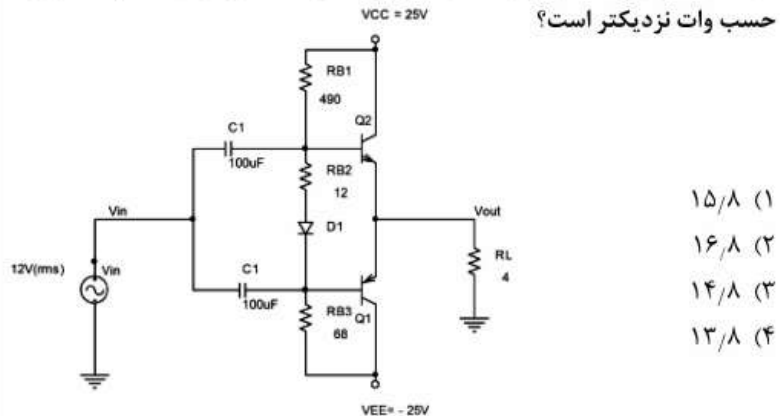 حسب وات نزدیکتر است؟
VCC = 25V
RB1
490
Q2
C1
100uF
RB2
12
Vin
Vout
D1
12V(rms)
Vin
RL
4
C1
100uF
RB3
68
Q1
VEE= - 25V
۱) ۱۵٫۸
۲) ۱۶٫۸
۳) ۱۴٫۸
۴) ۱۳٫۸